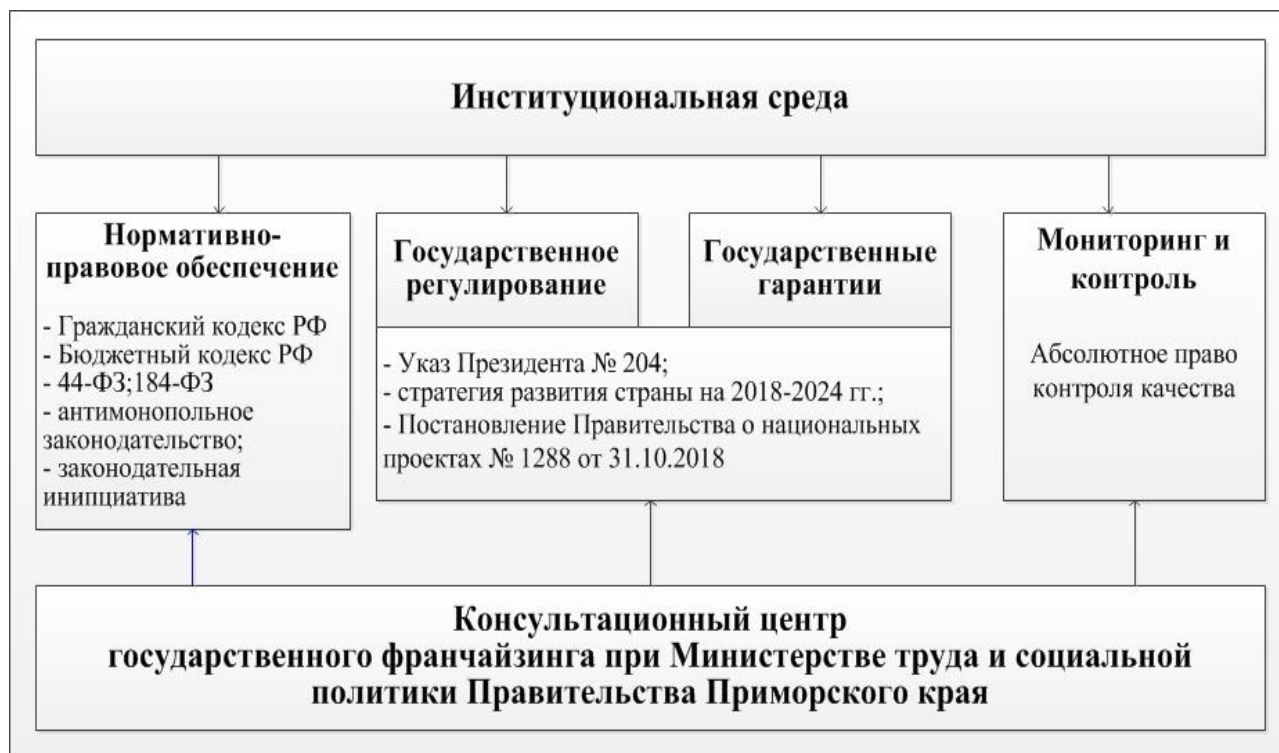 Институциональная среда
Нормативно-
правовое обеспечение
- Гражданский кодекс РФ
- Бюджетный кодекс РФ
- 44-ФЗ;184-ФЗ
- антимонопольное
законодательство;
- законодательная
инипциатива
Государственное
регулирование
Государственные
гарантии
- Указ Президента № 204;
- стратегия развития страны на 2018-2024 гг.;
- Постановление Правительства о национальных
проектах № 1288 от 31.10.2018
Мониторинг и
контроль
Абсолютное право
контроля качества
Консультационный центр
государственного франчайзинга при Министерстве труда и социальной
политики Правительства Приморского края